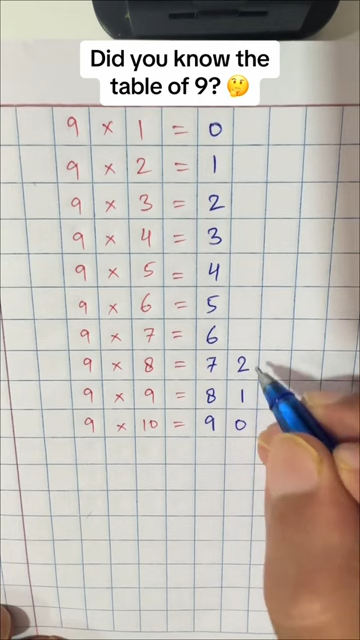 Did you know the
table of 9? 🤔
9 × 1 = 0
9 × 2 = 1
9 × 3 = 2
9 × 4 = 3
9 × 5 = 4
9 × 6 = 5
9 × 7 = 6
9 × 8 = 7 2
9 × 9 = 8 1
9 × 10 = 9 0